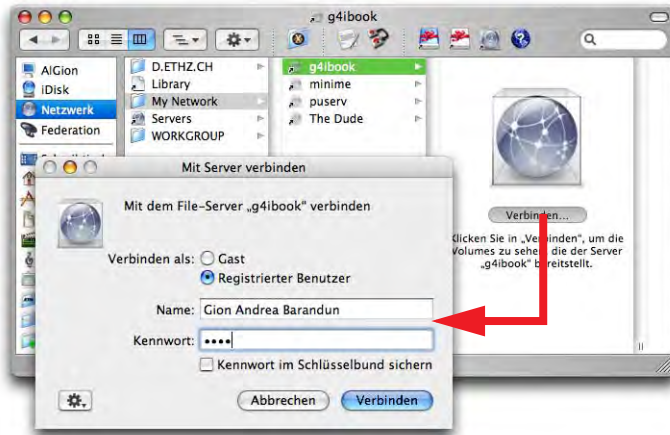 g4ibook
AlGion
iDisk
Netzwerk
Federation
D.ETHZ.CH
Library
My Network
Servers
WORKGROUP
g4ibook
minime
puserv
The Dude
Verbinden...
Klicken Sie in „Verbinden“, um die
Volumes zu sehen, die der Server
„g4ibook“ bereitstellt.
Mit Server verbinden
Mit dem File-Server „g4ibook“ verbinden
Verbinden als: Gast
Registrierter Benutzer
Name: Gion Andrea Barandun
Kennwort: ••••
Kennwort im Schlüsselbund sichern
Abbrechen Verbinden